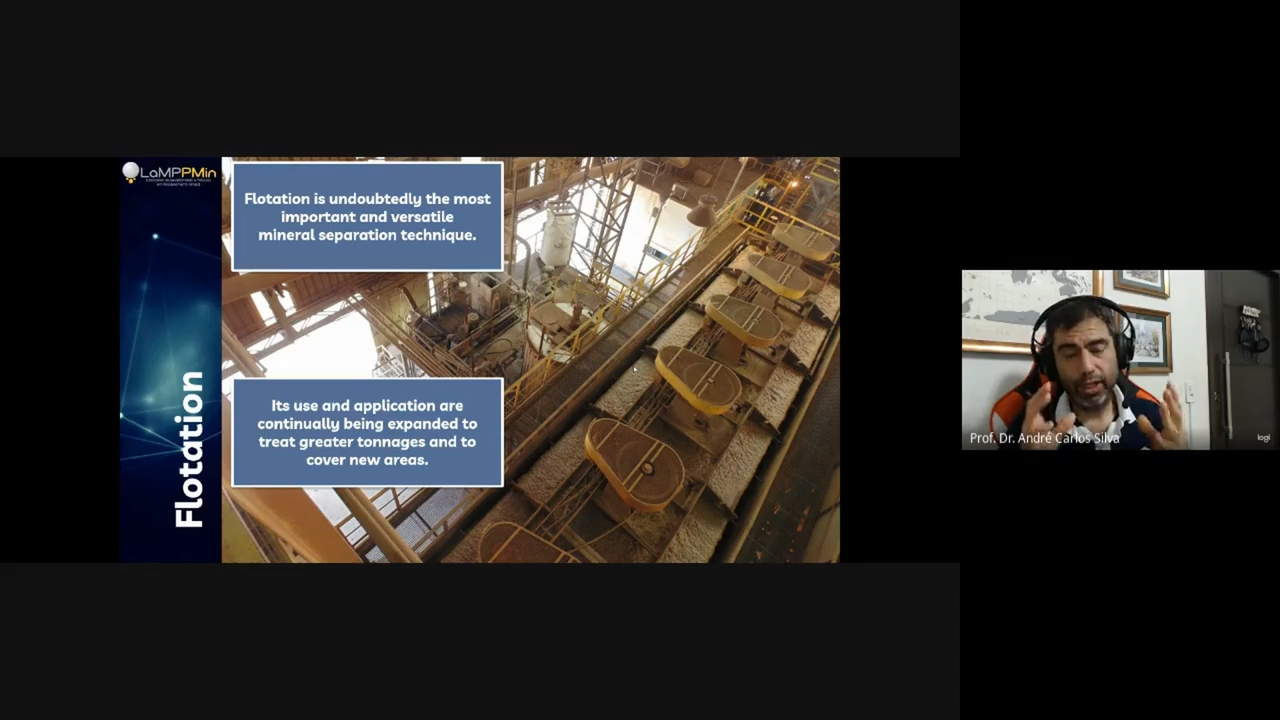 LaMPPMin
Flotation is undoubtedly the most
important and versatile
mineral separation technique.
Its use and application are
continually being expanded to
treat greater tonnages and to
cover new areas.
Flotation
Prof. Dr. André Carlos Silva
logi